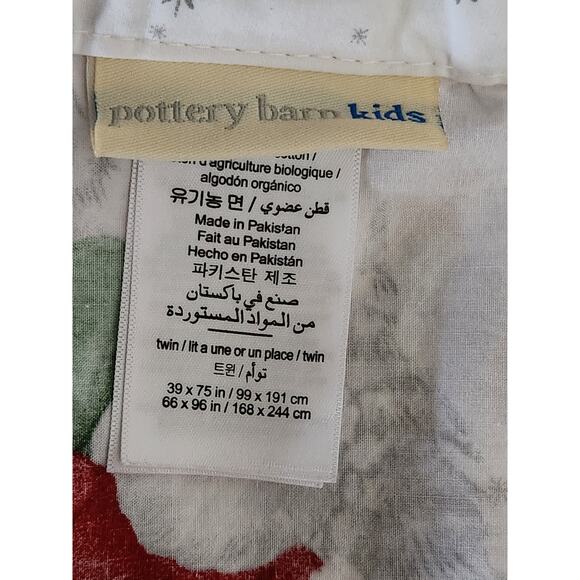 pottery barn kids
cotton /
d'agriculture biologique /
algodón orgánico
유기농 면 / قطن عضوي /
Made in Pakistan
Fait au Pakistan
Hecho en Pakistán
파키스탄 제조
صنع في باكستان
من المواد المستوردة
twin / lit a une or un place / twin
트윈 / توأم /
39 x 75 in / 99 x 191 cm
66 x 96 in / 168 x 244 cm